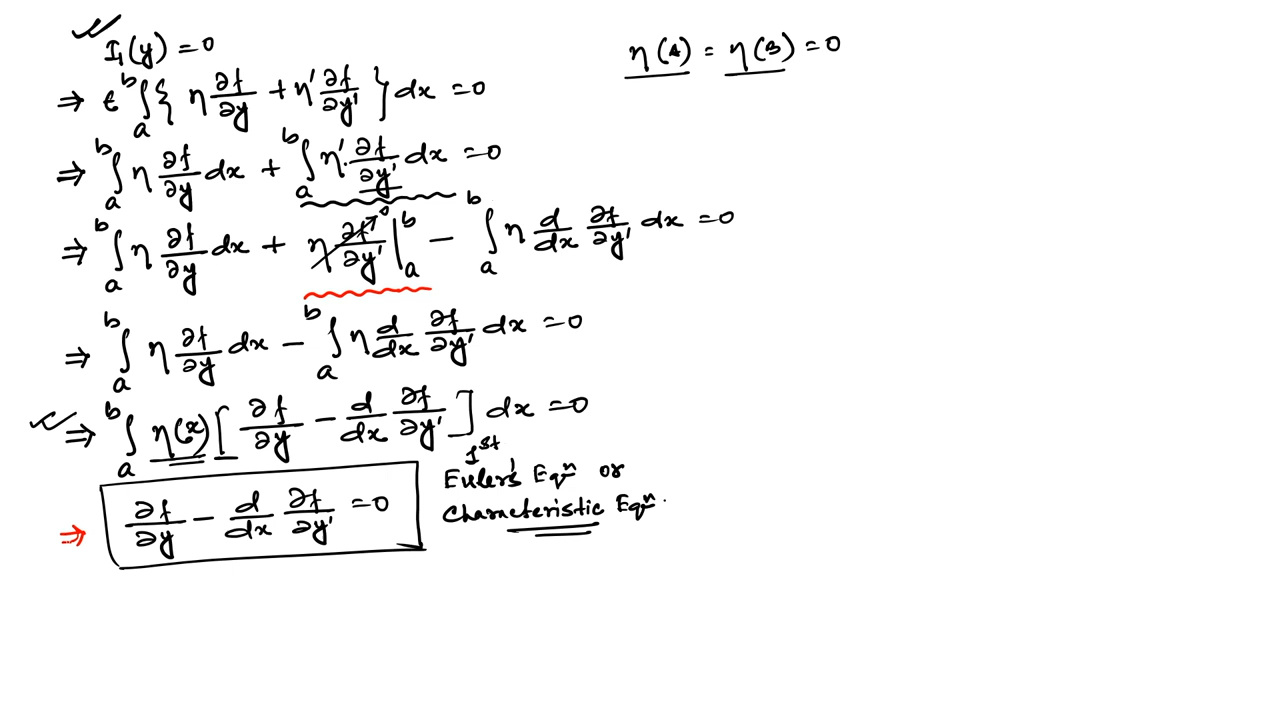 I₁(y) = 0
η(A) = η(B) = 0
⇒ ϵ ∫ₐᵇ { η ∂f/∂y + η' ∂f/∂y' } dx = 0
⇒ ∫ₐᵇ η ∂f/∂y dx + ∫ₐᵇ η'. ∂f/∂y' dx = 0
⇒ ∫ₐᵇ η ∂f/∂y dx + η ∂f/∂y' |ₐᵇ 0 − ∫ₐᵇ η d/dx ∂f/∂y' dx = 0
⇒ ∫ₐᵇ η ∂f/∂y dx − ∫ₐᵇ η d/dx ∂f/∂y' dx = 0
⇒ ∫ₐᵇ η(x) [ ∂f/∂y − d/dx ∂f/∂y' ] dx = 0
⇒ ∂f/∂y − d/dx ∂f/∂y' = 0
1st
Euler's Eqⁿ or
Characteristic Eqⁿ.